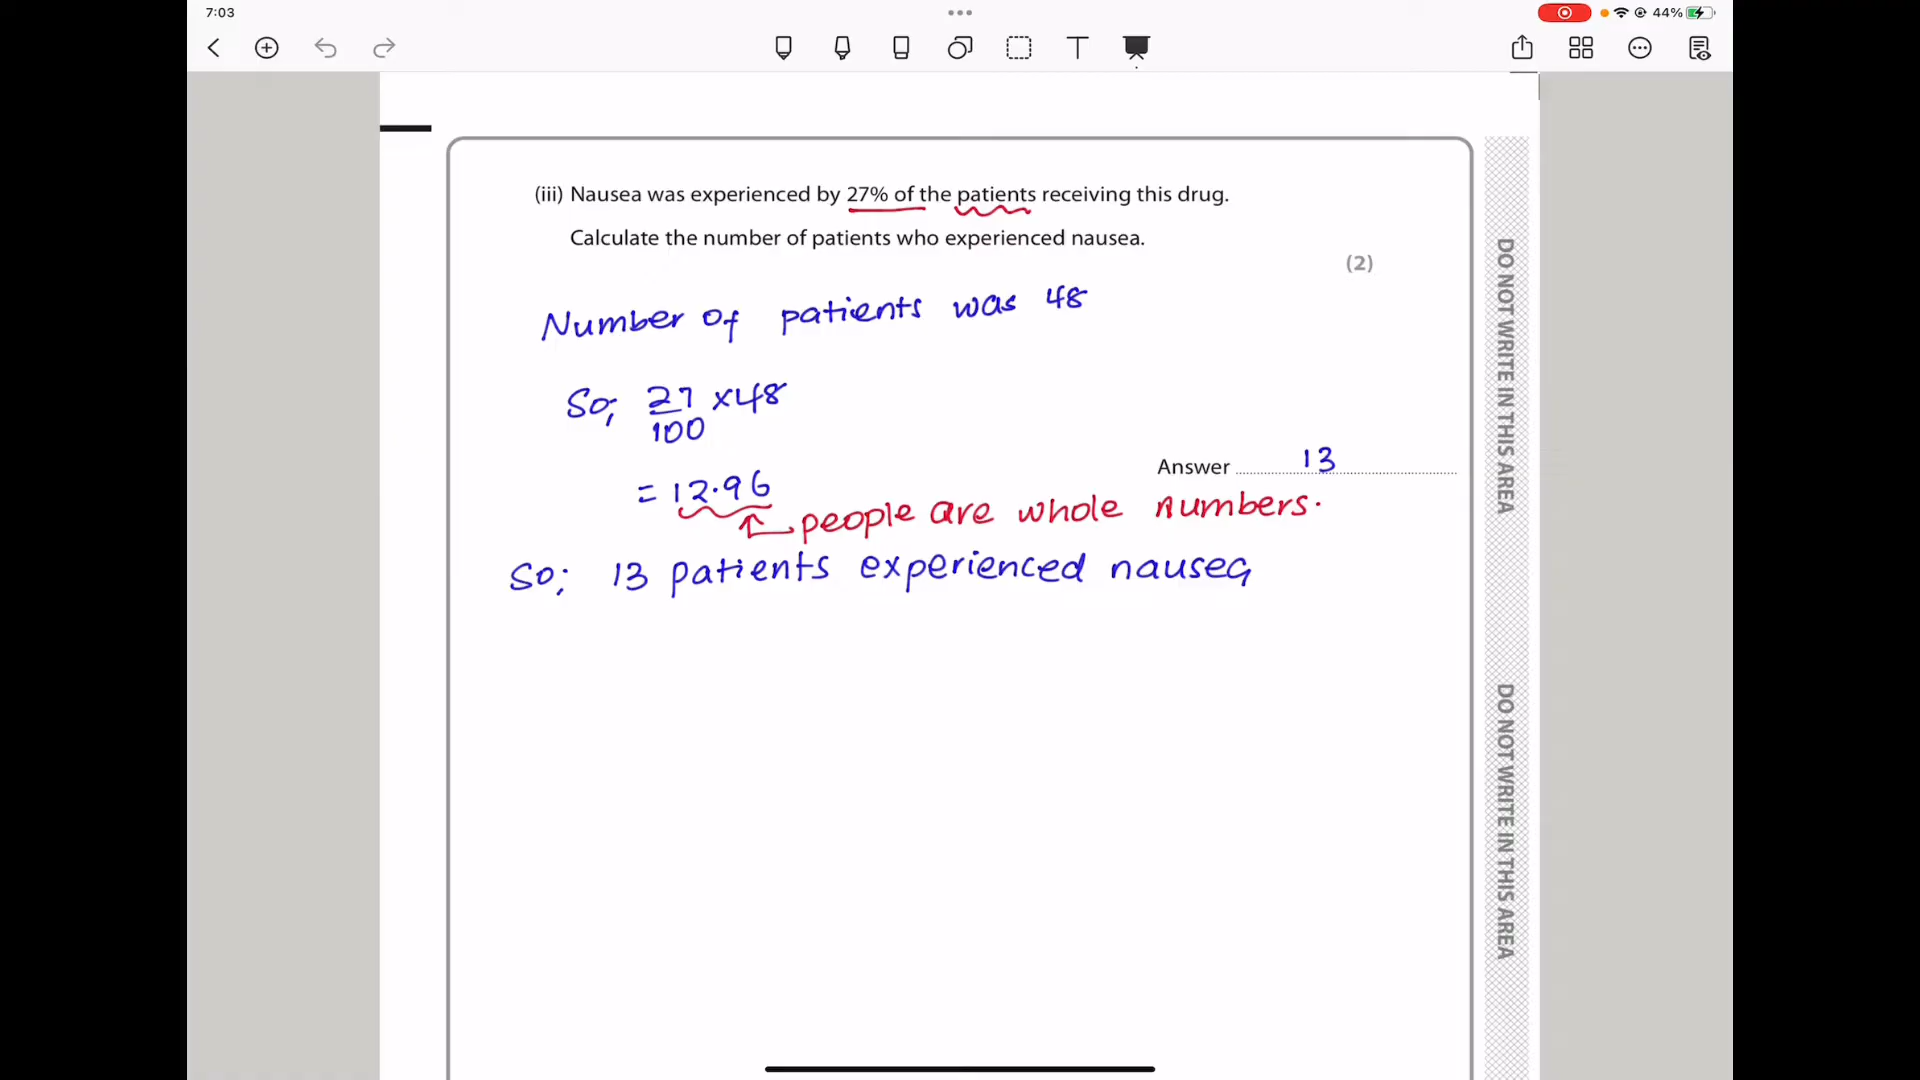 7:03
44%
(iii) Nausea was experienced by 27% of the patients receiving this drug.
Calculate the number of patients who experienced nausea.
(2)
Number of patients was 48
So; 27/100 ×48
= 12.96
Answer 13
people are whole numbers.
So; 13 patients experienced nausea
DO NOT WRITE IN THIS AREA
DO NOT WRITE IN THIS AREA